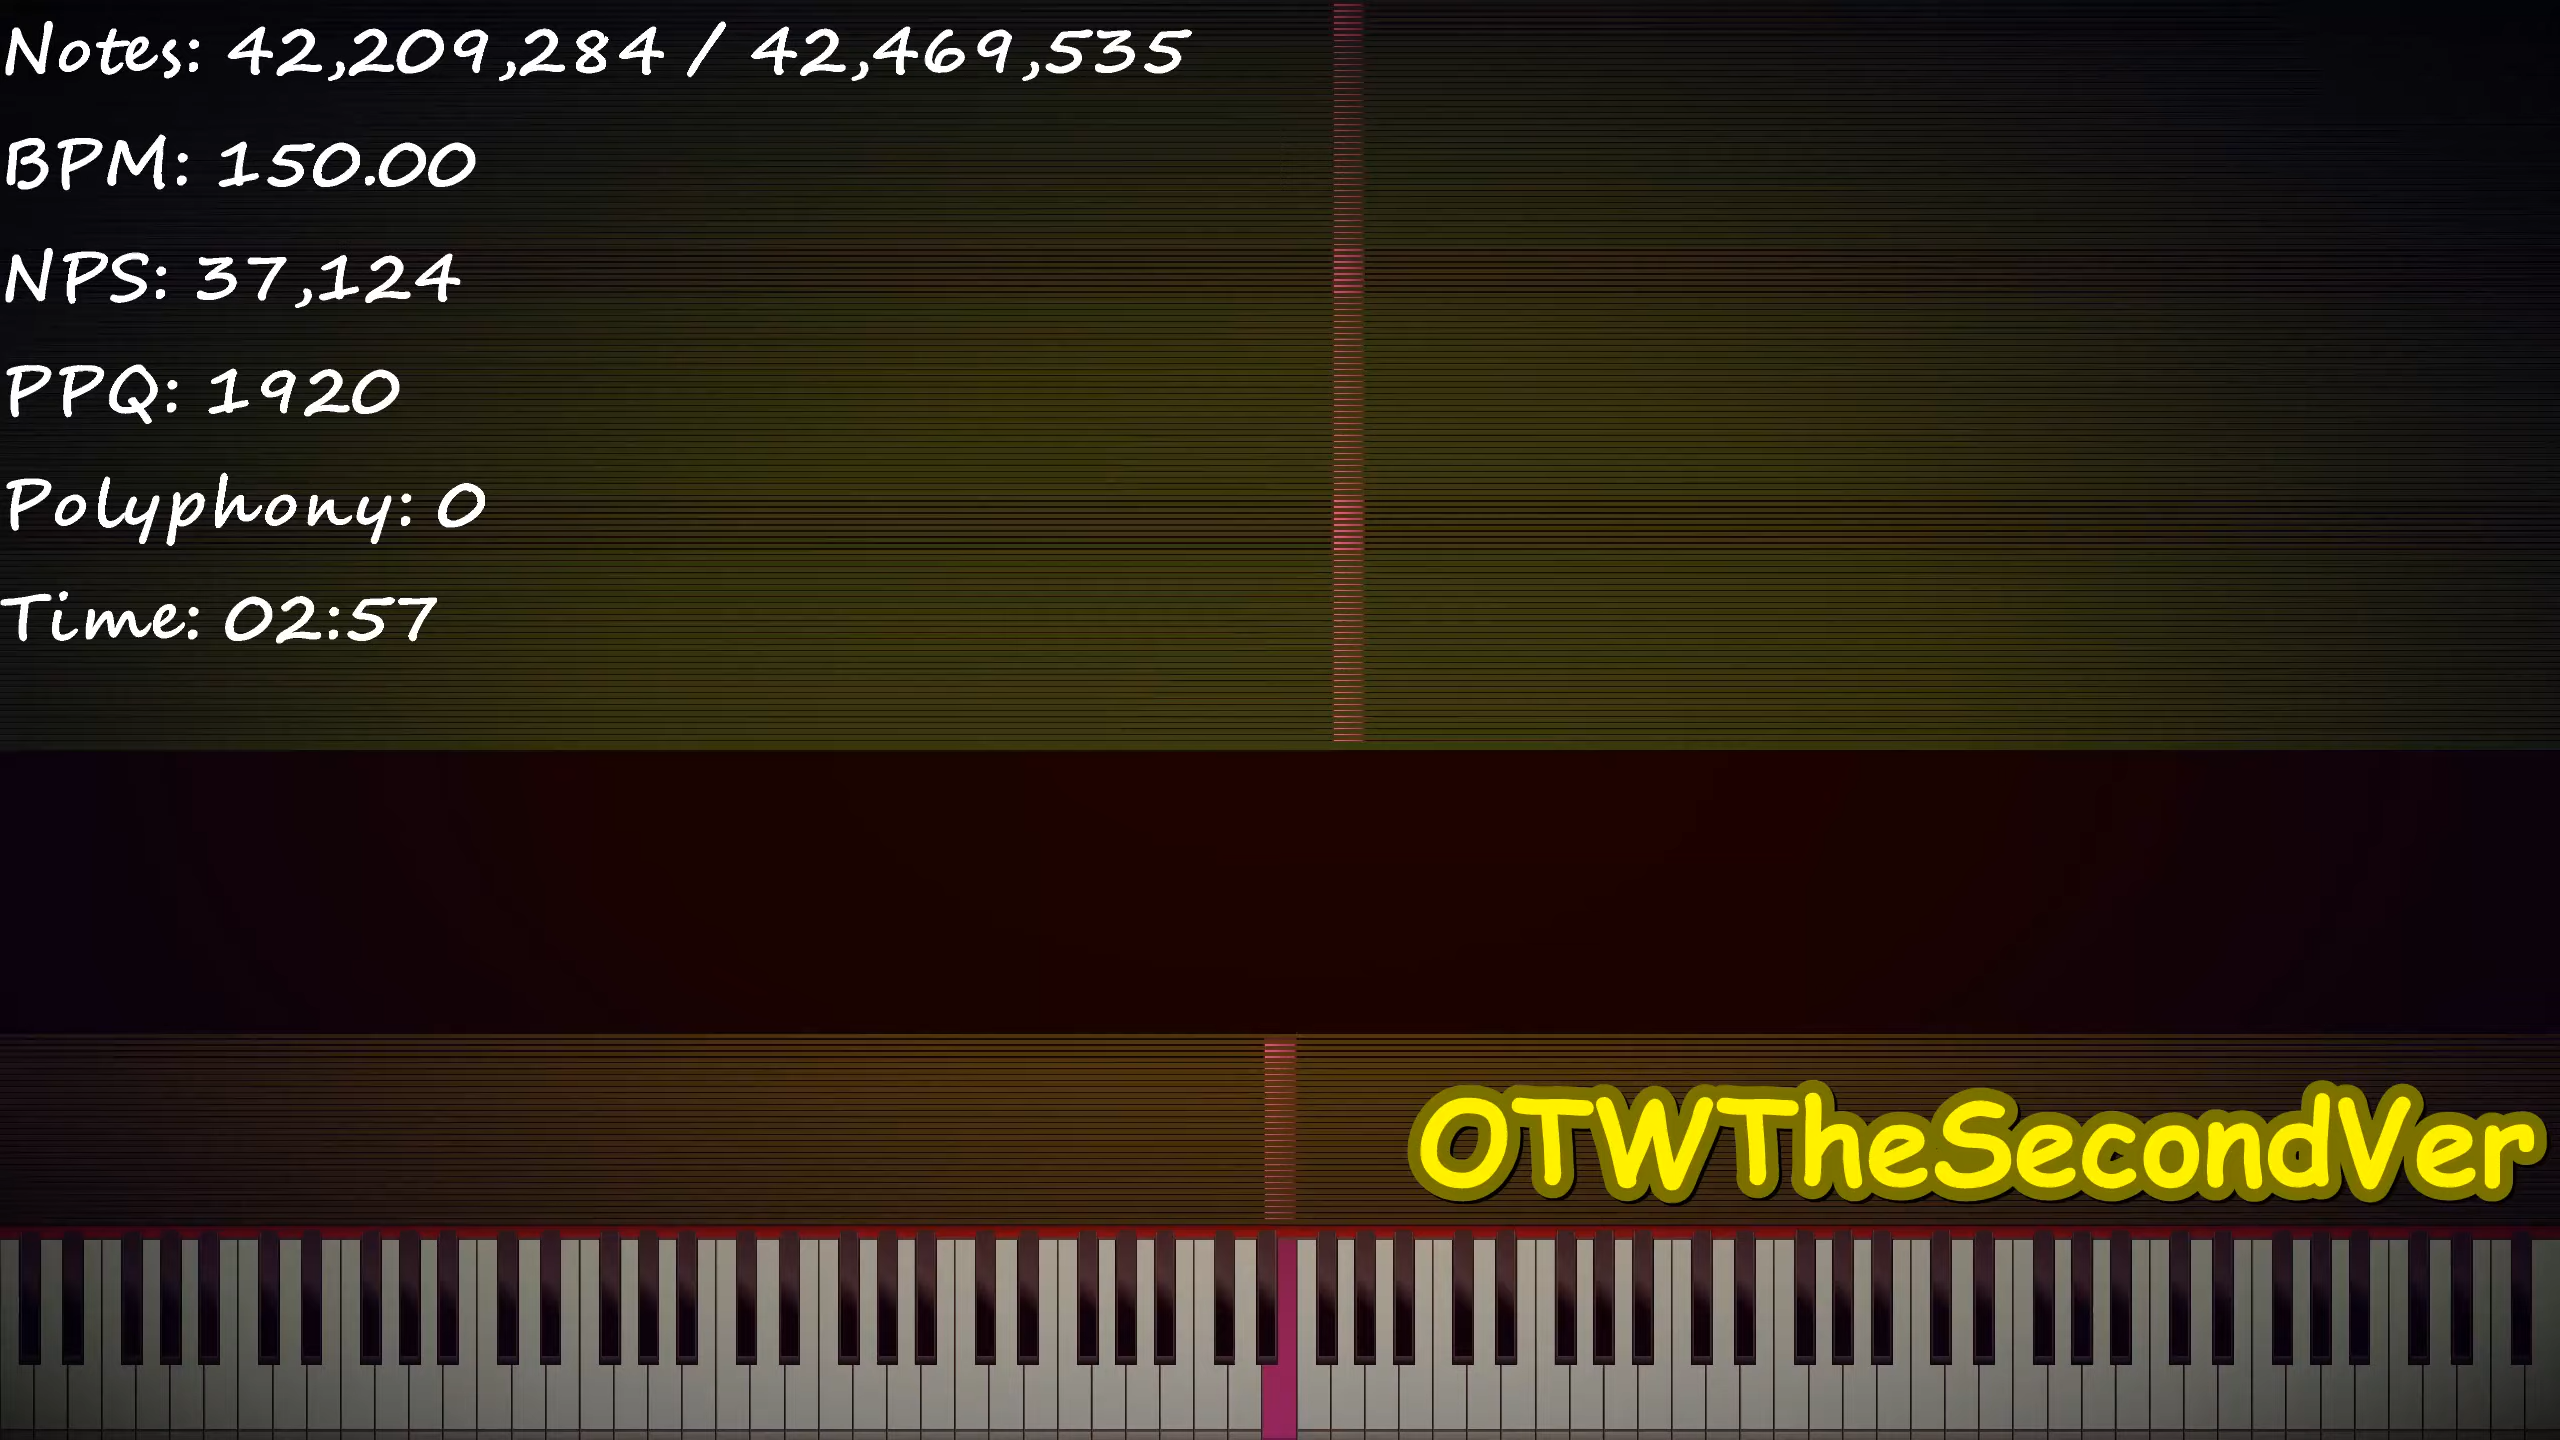 Notes: 42,209,284 / 42,469,535
BPM: 150.00
NPS: 37,124
PPQ: 1920
Polyphony: 0
Time: 02:57
OTWTheSecondVer